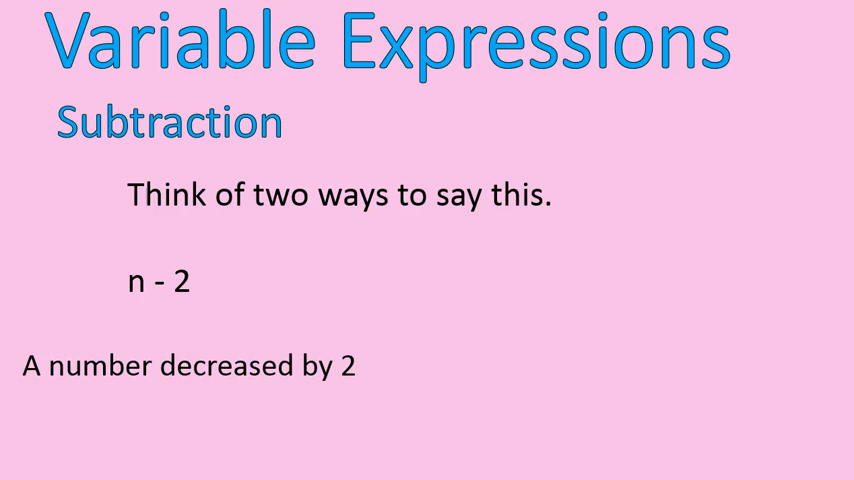 Variable Expressions
Subtraction
Think of two ways to say this.
n - 2
A number decreased by 2